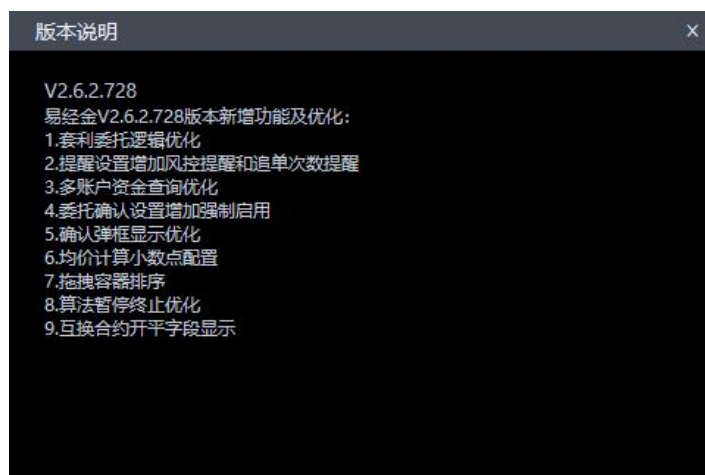 版本说明
V2.6.2.728
易经金V2.6.2.728版本新增功能及优化：
1.套利委托逻辑优化
2.提醒设置增加风控提醒和追单次数提醒
3.多账户资金查询优化
4.委托确认设置增加强制启用
5.确认弹框显示优化
6.均价计算小数点配置
7.拖拽容器排序
8.算法暂停终止优化
9.互换合约开平字段显示